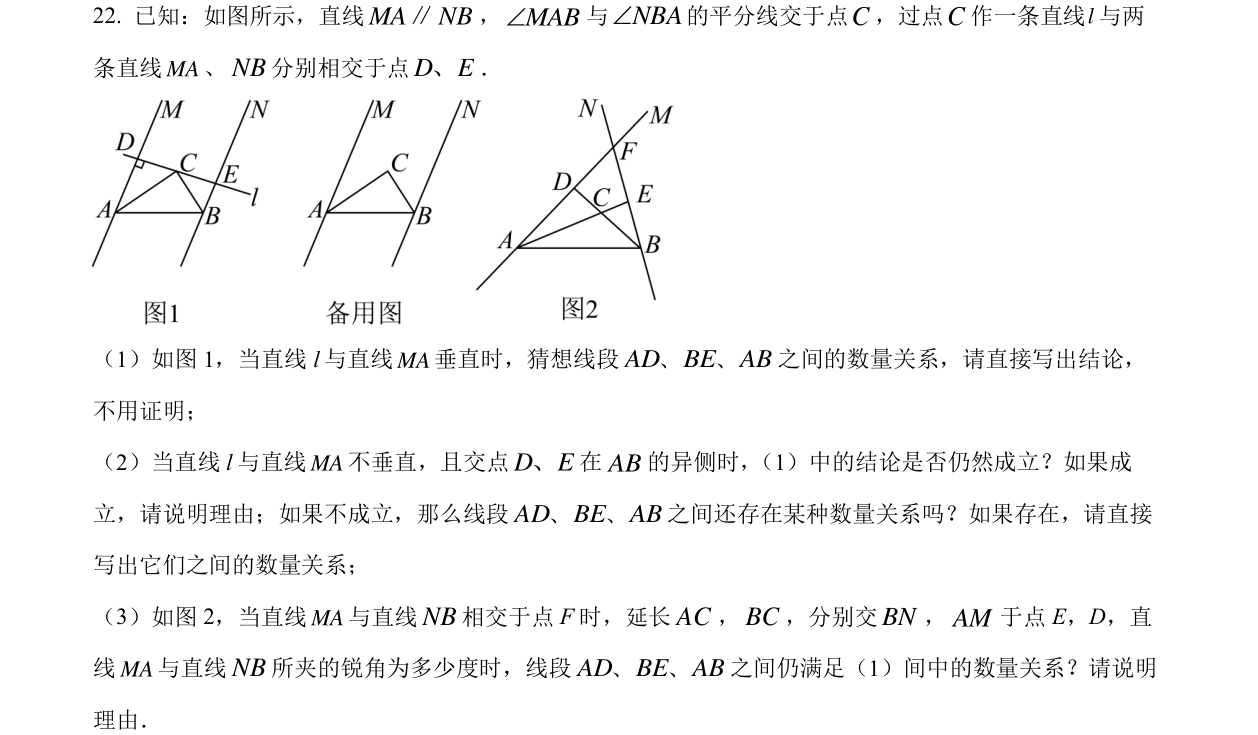 22. 已知：如图所示，直线MA∥NB，∠MAB与∠NBA的平分线交于点C，过点C作一条直线l与两
条直线MA、NB分别相交于点D、E．
M N D C E l A B
M N C A B
N M F D C E A B
图1 备用图 图2
（1）如图 1，当直线 l与直线MA垂直时，猜想线段AD、BE、AB之间的数量关系，请直接写出结论，
不用证明；
（2）当直线 l与直线MA不垂直，且交点D、E在AB的异侧时，（1）中的结论是否仍然成立？如果成
立，请说明理由；如果不成立，那么线段AD、BE、AB之间还存在某种数量关系吗？如果存在，请直接
写出它们之间的数量关系；
（3）如图 2，当直线MA与直线NB相交于点F时，延长AC，BC，分别交BN，AM于点E，D，直
线MA与直线NB所夹的锐角为多少度时，线段AD、BE、AB之间仍满足（1）间中的数量关系？请说明
理由．